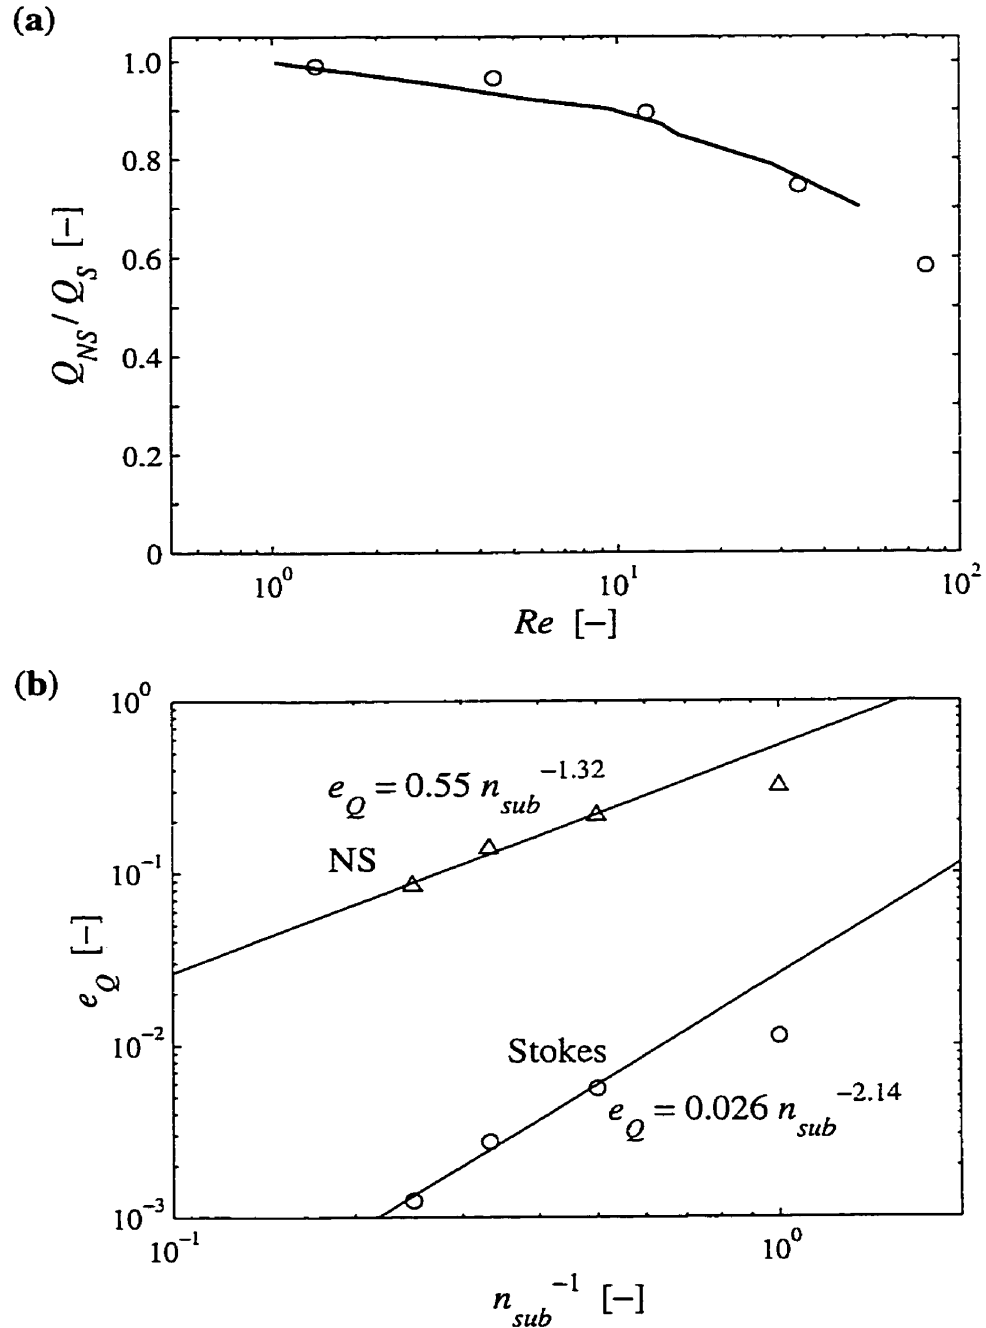 (a)
1.0
0.8
0.6
0.4
0.2
0
Q_NS / Q_S [−]
10^0
10^1
10^2
Re [−]
(b)
10^0
10^-1
10^-2
10^-3
e_Q [−]
e_Q = 0.55 n_sub^-1.32
NS
Stokes
e_Q = 0.026 n_sub^-2.14
10^-1
10^0
n_sub^-1 [−]